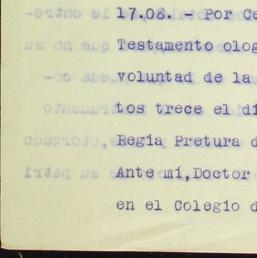 17.08. - Por Ce
Testamento olog
voluntad de la
tos trece el di
Regia Pretura d
Ante mí,Doctor
en el Colegio d